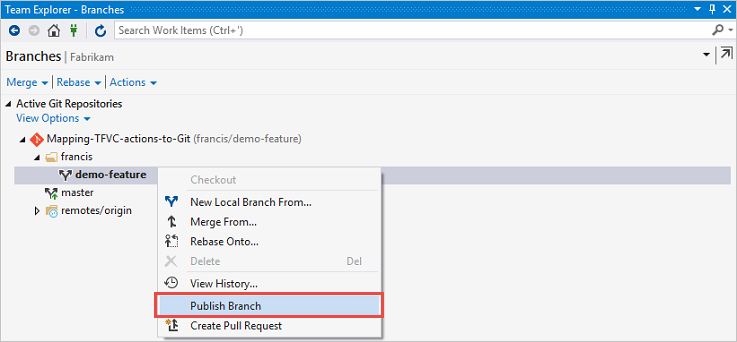 Team Explorer - Branches
Search Work Items (Ctrl+')
Branches | Fabrikam
Merge | Rebase | Actions
Active Git Repositories
View Options
Mapping-TFVC-actions-to-Git (francis/demo-feature)
francis
demo-feature
master
remotes/origin
Checkout
New Local Branch From...
Merge From...
Rebase Onto...
Delete Del
View History...
Publish Branch
Create Pull Request